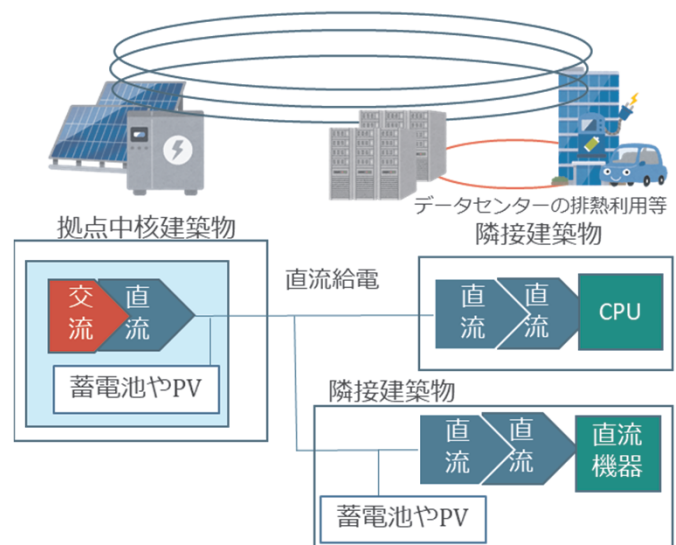 データセンターの排熱利用等
拠点中核建築物
隣接建築物
直流給電
交流
直流
蓄電池やPV
直流
直流
CPU
隣接建築物
直流
直流
直流
機器
蓄電池やPV